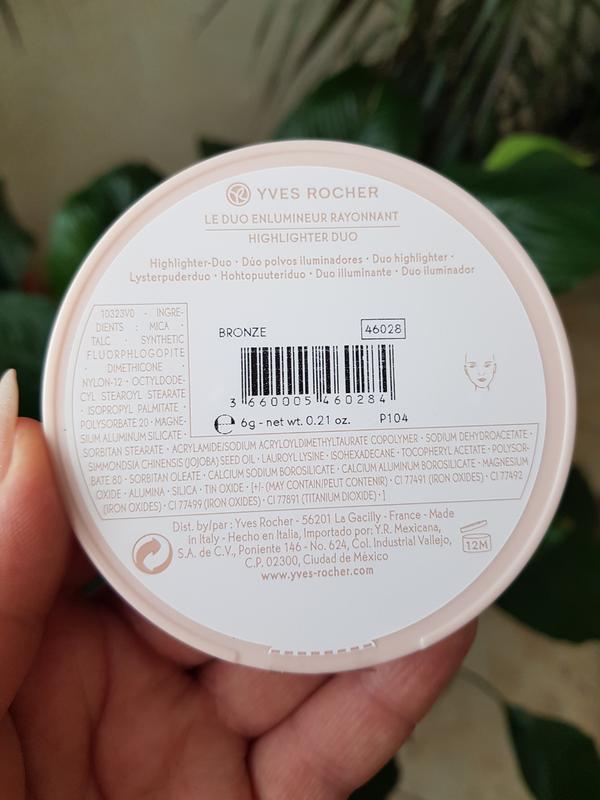 YR YVES ROCHER
LE DUO ENLUMINEUR RAYONNANT
HIGHLIGHTER DUO
Highlighter-Duo • Dúo polvos iluminadores • Duo highlighter •
Lysterpuderduo • Hohtopuuteriduo • Duo illuminante • Duo iluminador
10323V0 - INGRE-
DIENTS : MICA •
TALC • SYNTHETIC
FLUORPHLOGOPITE
• DIMETHICONE •
NYLON-12 • OCTYLDODE-
CYL STEAROYL STEARATE
• ISOPROPYL PALMITATE •
POLYSORBATE 20 • MAGNE-
SIUM ALUMINUM SILICATE •
SORBITAN STEARATE • ACRYLAMIDE/SODIUM ACRYLOYLDIMETHYLTAURATE COPOLYMER • SODIUM DEHYDROACETATE •
SIMMONDSIA CHINENSIS (JOJOBA) SEED OIL • LAUROYL LYSINE • ISOHEXADECANE • TOCOPHERYL ACETATE • POLYSOR-
BATE 80 • SORBITAN OLEATE • CALCIUM SODIUM BOROSILICATE • CALCIUM ALUMINUM BOROSILICATE • MAGNESIUM
OXIDE • ALUMINA • SILICA • TIN OXIDE • [+/- (MAY CONTAIN/PEUT CONTENIR) • CI 77491 (IRON OXIDES) • CI 77492
(IRON OXIDES) • CI 77499 (IRON OXIDES) • CI 77891 (TITANIUM DIOXIDE) • ]
BRONZE 46028
3 660005 460284
e 6g - net wt. 0.21 oz. P104
Dist. by/par : Yves Rocher - 56201 La Gacilly - France - Made
in Italy - Hecho en Italia, Importado por: Y.R. Mexicana,
S.A. de C.V., Poniente 146 - No. 624, Col. Industrial Vallejo,
C.P. 02300, Ciudad de México
www.yves-rocher.com
12M